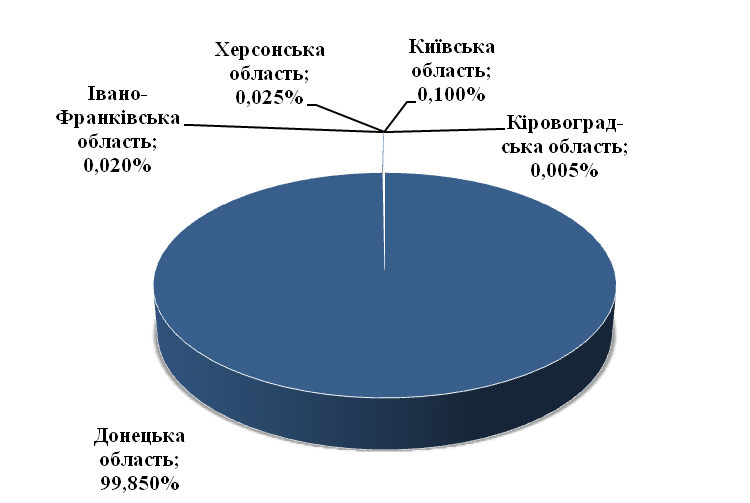 Херсонська
область;
0,025%
Київська
область;
0,100%
Івано-
Франківська
область;
0,020%
Кіровоград-
ська область;
0,005%
Донецька
область;
99,850%